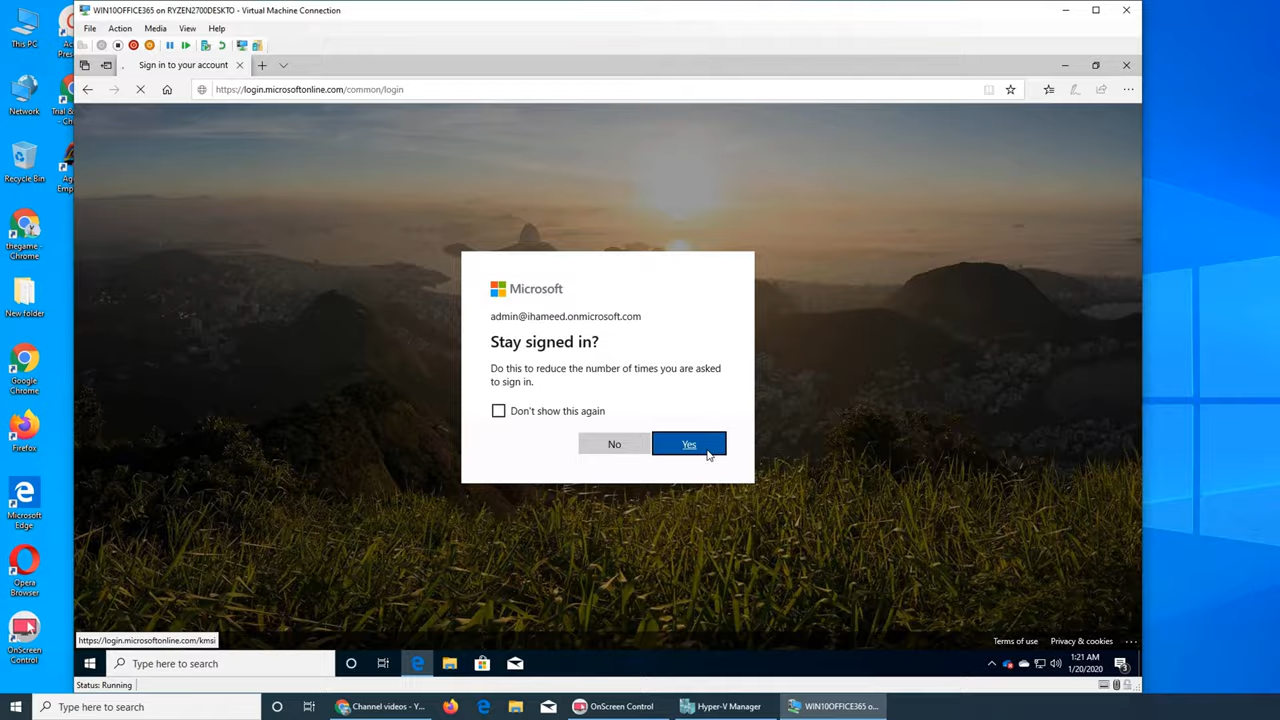 WIN10OFFICE365 on RYZEN2700DESKTO - Virtual Machine Connection
File Action Media View Help
Sign in to your account
https://login.microsoftonline.com/common/login
This PC
Network
Recycle Bin
thegame - Chrome
New folder
Google Chrome
Firefox
Microsoft Edge
Opera Browser
OnScreen Control
Microsoft
admin@ihameed.onmicrosoft.com
Stay signed in?
Do this to reduce the number of times you are asked
to sign in.
Don't show this again
No Yes
https://login.microsoftonline.com/kmsi
Terms of use Privacy & cookies ...
Type here to search
1:21 AM
1/20/2020
3
Status: Running
Type here to search
Channel videos - Y...
OnScreen Control
Hyper-V Manager
WIN10OFFICE365 o...